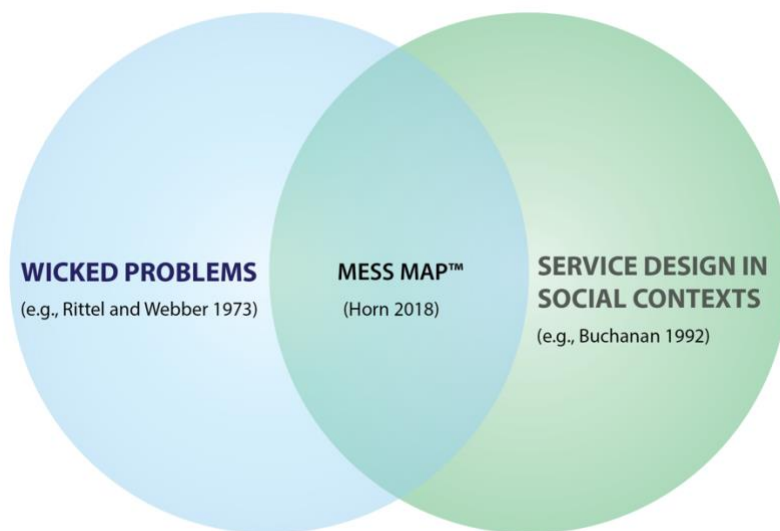 WICKED PROBLEMS
(e.g., Rittel and Webber 1973)
MESS MAP™
(Horn 2018)
SERVICE DESIGN IN
SOCIAL CONTEXTS
(e.g., Buchanan 1992)